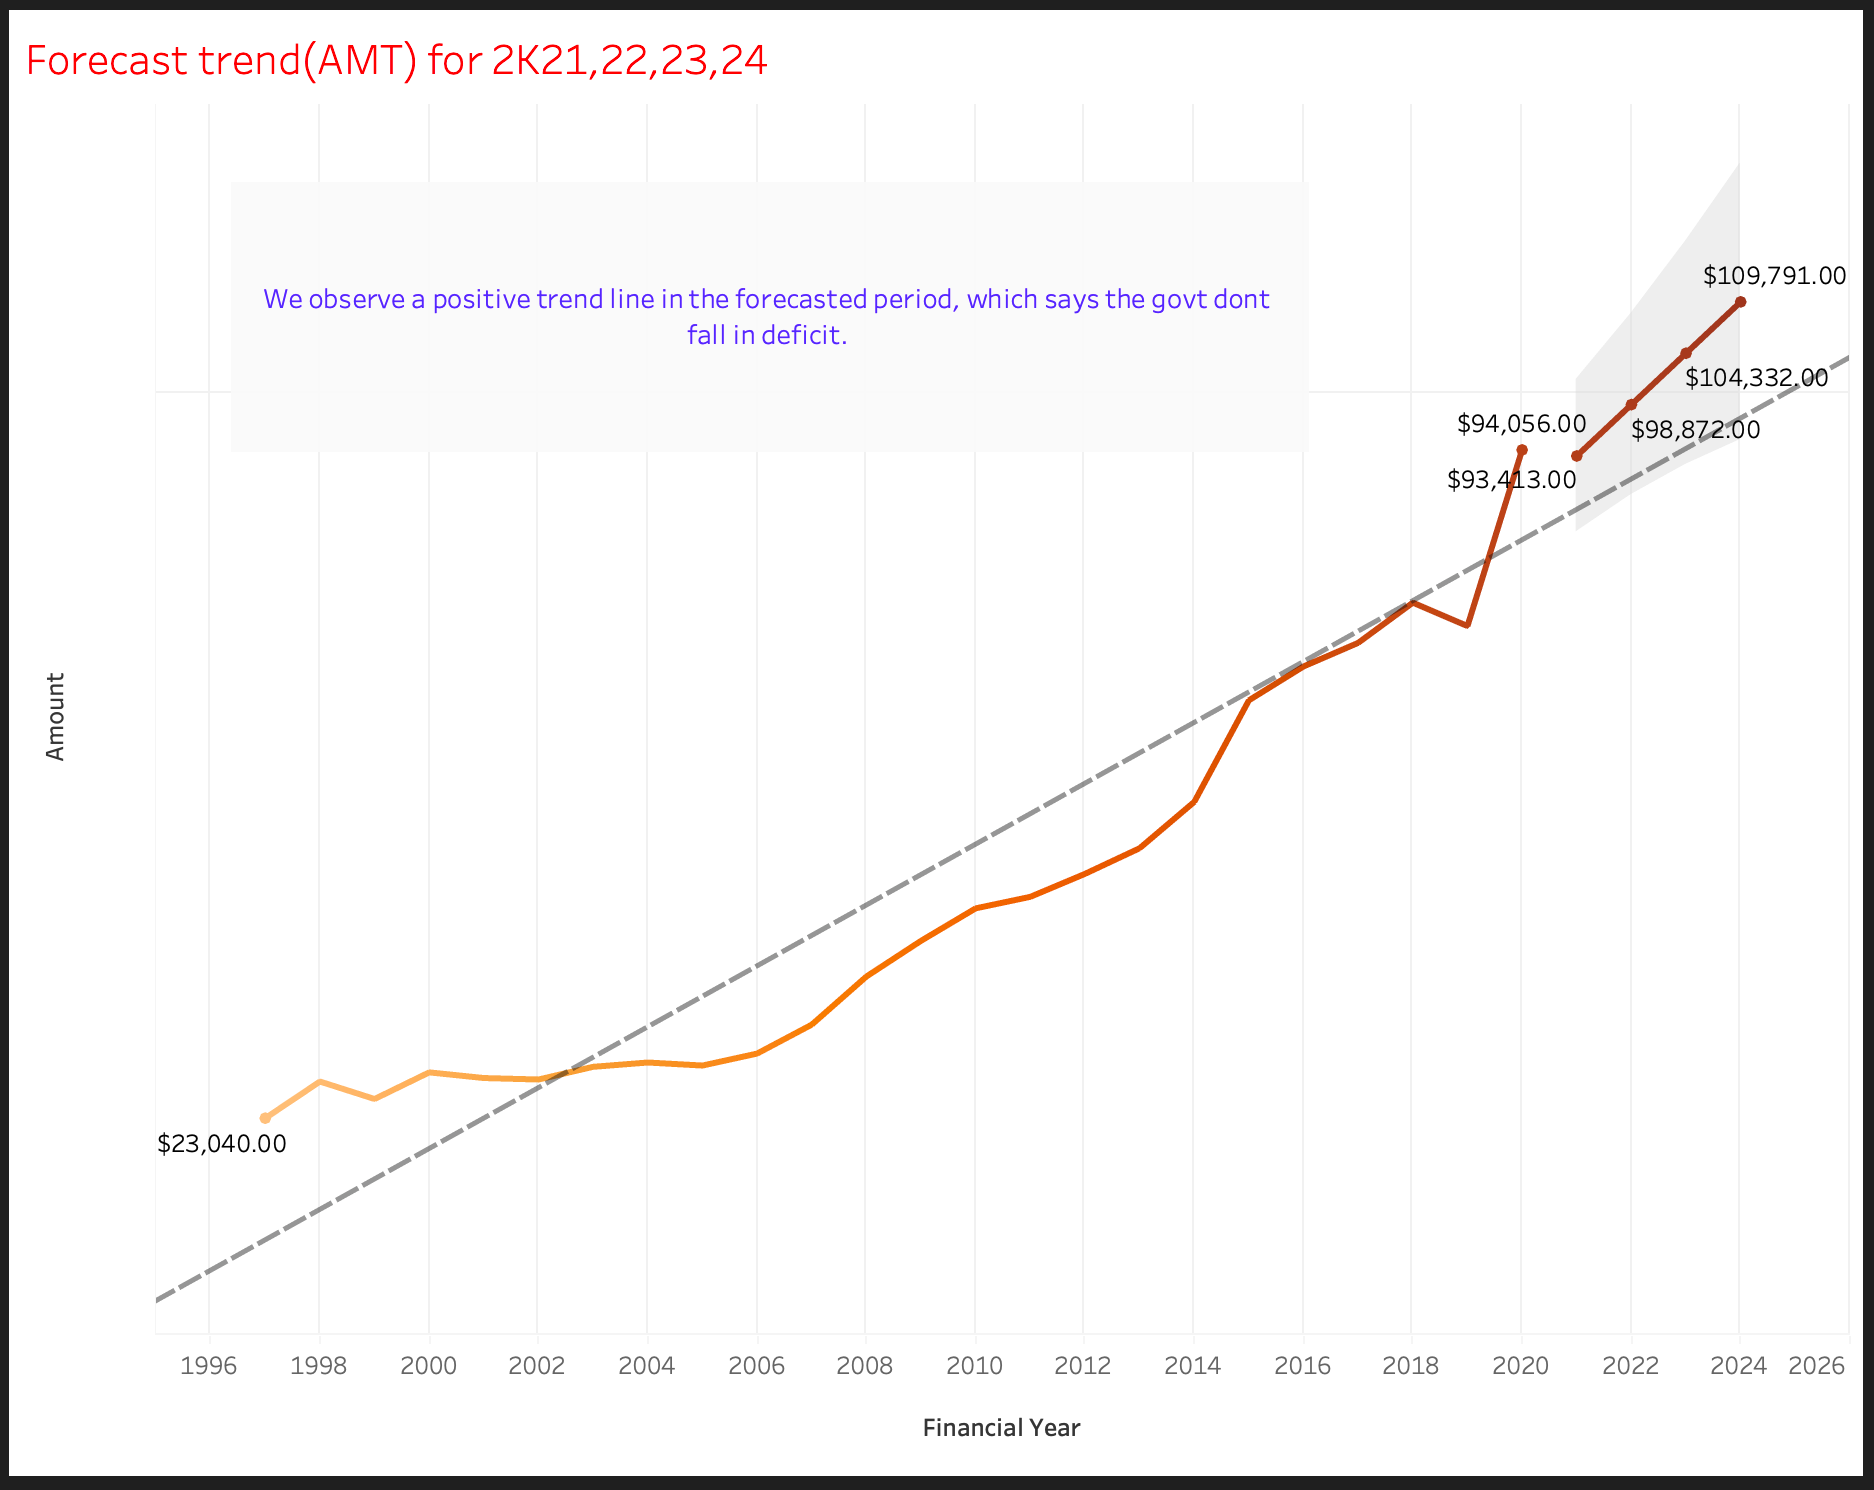 Forecast trend(AMT) for 2K21,22,23,24
We observe a positive trend line in the forecasted period, which says the govt dont
fall in deficit.
$109,791.00
$104,332.00
$94,056.00
$98,872.00
$93,413.00
Amount
$23,040.00
1996 1998 2000 2002 2004 2006 2008 2010 2012 2014 2016 2018 2020 2022 2024 2026
Financial Year